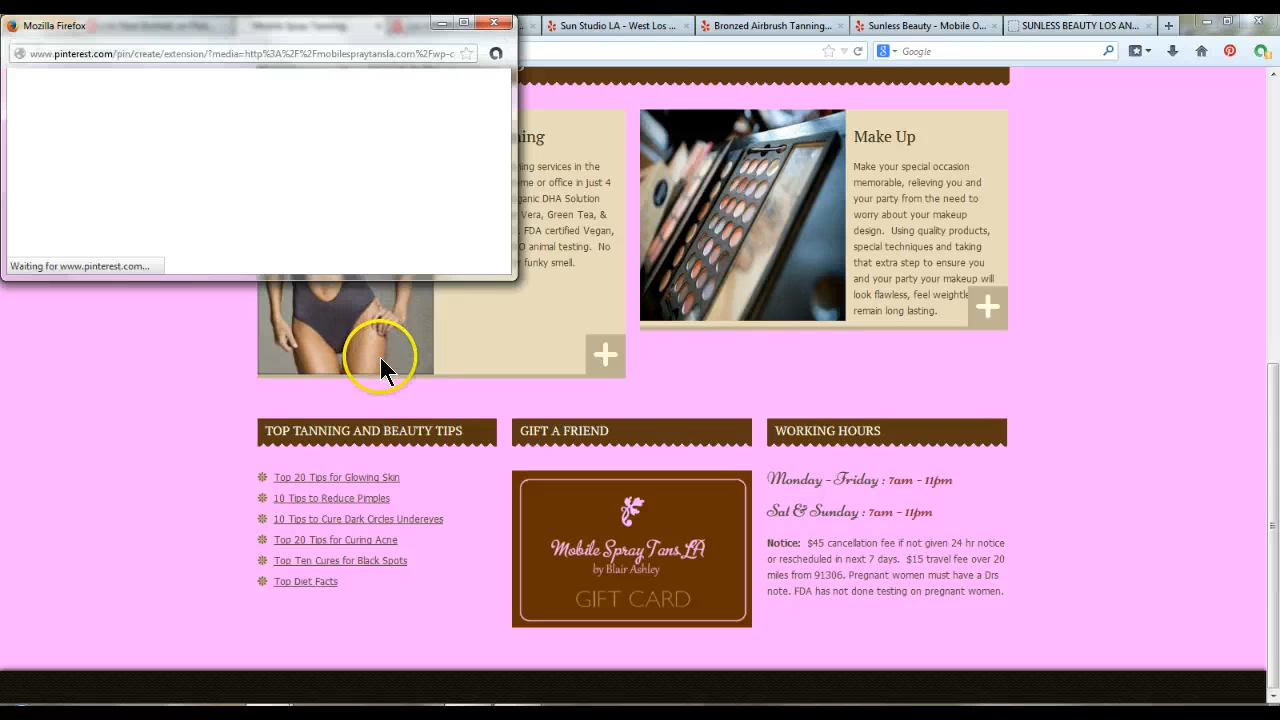 Mozilla Firefox
Sun Studio LA - West Los ...
Bronzed Airbrush Tanning...
Sunless Beauty - Mobile O...
SUNLESS BEAUTY LOS AN...
www.pinterest.com/pin/create/extension/?media=http%3A%2F%2Fmobilespraytansla.com%2Fwp-c
Google
Waiting for www.pinterest.com...
ning
ning services in the
me or office in just 4
ganic DHA Solution
Vera, Green Tea, &
. FDA certified Vegan,
O animal testing. No
r funky smell.
Make Up
Make your special occasion
memorable, relieving you and
your party from the need to
worry about your makeup
design. Using quality products,
special techniques and taking
that extra step to ensure you
and your party your makeup will
look flawless, feel weightle
remain long lasting.
TOP TANNING AND BEAUTY TIPS
Top 20 Tips for Glowing Skin
10 Tips to Reduce Pimples
10 Tips to Cure Dark Circles Undereyes
Top 20 Tips for Curing Acne
Top Ten Cures for Black Spots
Top Diet Facts
GIFT A FRIEND
Mobile Spray Tans LA
by Blair Ashley
GIFT CARD
WORKING HOURS
Monday - Friday : 7am - 11pm
Sat & Sunday : 7am - 11pm
Notice: $45 cancellation fee if not given 24 hr notice
or rescheduled in next 7 days. $15 travel fee over 20
miles from 91306. Pregnant women must have a Drs
note. FDA has not done testing on pregnant women.